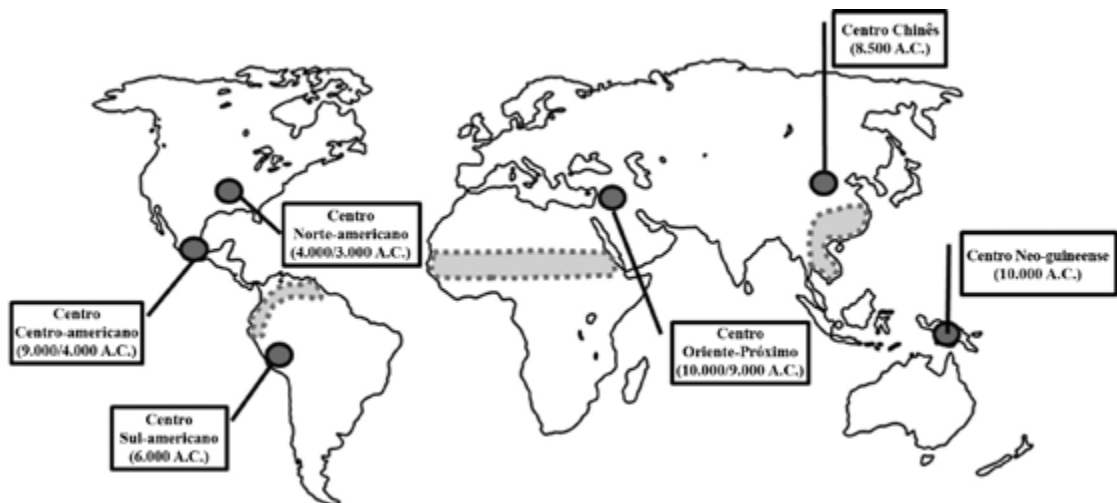 Centro Chinês
(8.500 A.C.)
Centro
Norte-americano
(4.000/3.000 A.C.)
Centro Neo-guineense
(10.000 A.C.)
Centro
Centro-americano
(9.000/4.000 A.C.)
Centro
Oriente-Próximo
(10.000/9.000 A.C.)
Centro
Sul-americano
(6.000 A.C.)